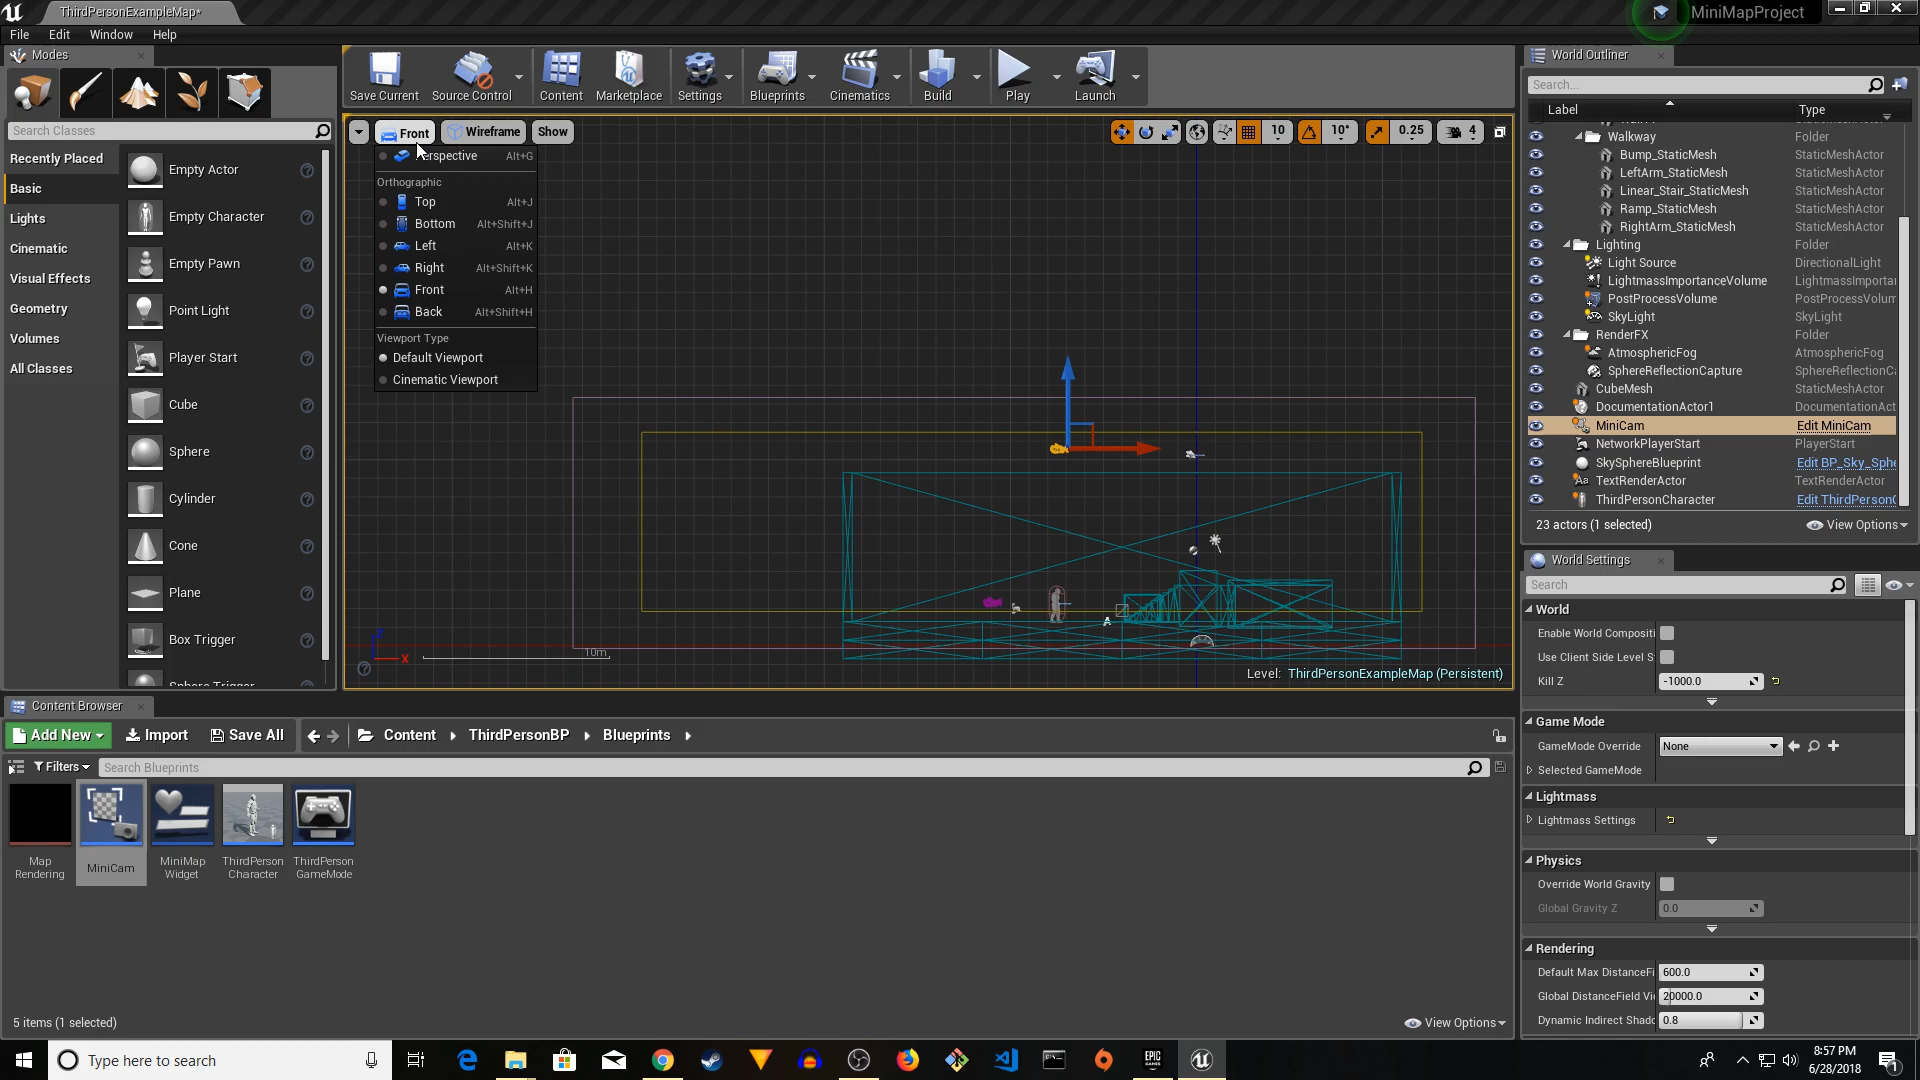 ThirdPersonExampleMap*
MiniMapProject
File Edit Window Help
Modes
Search Classes
Recently Placed
Basic
Lights
Cinematic
Visual Effects
Geometry
Volumes
All Classes
Empty Actor
Empty Character
Empty Pawn
Point Light
Player Start
Cube
Sphere
Cylinder
Cone
Plane
Box Trigger
Sphere Trigger
Save Current Source Control Content Marketplace Settings Blueprints Cinematics Build Play Launch
Front Wireframe Show
10 10° 0.25 4
Perspective Alt+G
Orthographic
Top Alt+J
Bottom Alt+Shift+J
Left Alt+K
Right Alt+Shift+K
Front Alt+H
Back Alt+Shift+H
Viewport Type
Default Viewport
Cinematic Viewport
A
X
10m
Level: ThirdPersonExampleMap (Persistent)
World Outliner
Search...
Label Type
Walkway Folder
Bump_StaticMesh StaticMeshActor
LeftArm_StaticMesh StaticMeshActor
Linear_Stair_StaticMesh StaticMeshActor
Ramp_StaticMesh StaticMeshActor
RightArm_StaticMesh StaticMeshActor
Lighting Folder
Light Source DirectionalLight
LightmassImportanceVolume LightmassImporta
PostProcessVolume PostProcessVolum
SkyLight SkyLight
RenderFX Folder
AtmosphericFog AtmosphericFog
SphereReflectionCapture SphereReflectionCa
CubeMesh StaticMeshActor
DocumentationActor1 DocumentationAct
MiniCam Edit MiniCam
NetworkPlayerStart PlayerStart
SkySphereBlueprint Edit BP_Sky_Sphe
TextRenderActor TextRenderActor
ThirdPersonCharacter Edit ThirdPersonC
23 actors (1 selected) View Options
World Settings
Search
World
Enable World Compositi
Use Client Side Level S
Kill Z -1000.0
Game Mode
GameMode Override None
Selected GameMode
Lightmass
Lightmass Settings
Physics
Override World Gravity
Global Gravity Z 0.0
Rendering
Default Max DistanceFi 600.0
Global DistanceField Vi 20000.0
Dynamic Indirect Shado 0.8
Content Browser
Add New Import Save All Content ThirdPersonBP Blueprints
Filters Search Blueprints
Map Rendering
MiniCam
MiniMap Widget
ThirdPerson Character
ThirdPerson GameMode
5 items (1 selected) View Options
Type here to search
EPIC GAMES
8:57 PM
6/28/2018
1